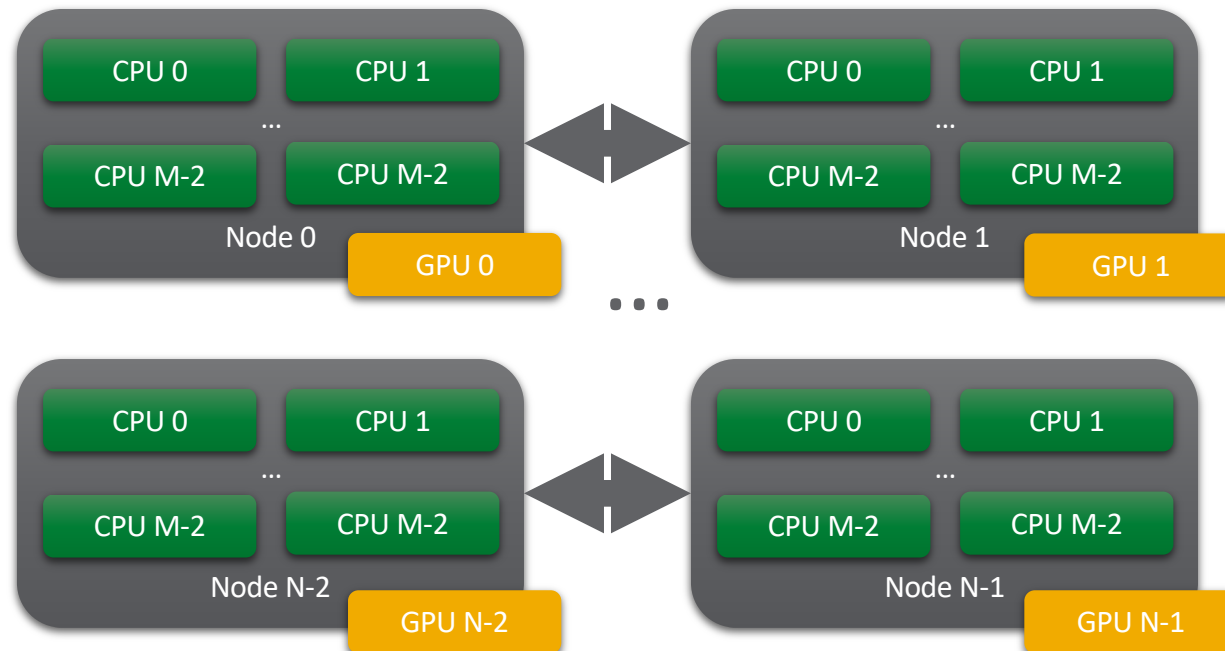 CPU 0 CPU 1
...
CPU M-2 CPU M-2
Node 0
GPU 0
CPU 0 CPU 1
...
CPU M-2 CPU M-2
Node 1
GPU 1
...
CPU 0 CPU 1
...
CPU M-2 CPU M-2
Node N-2
GPU N-2
CPU 0 CPU 1
...
CPU M-2 CPU M-2
Node N-1
GPU N-1